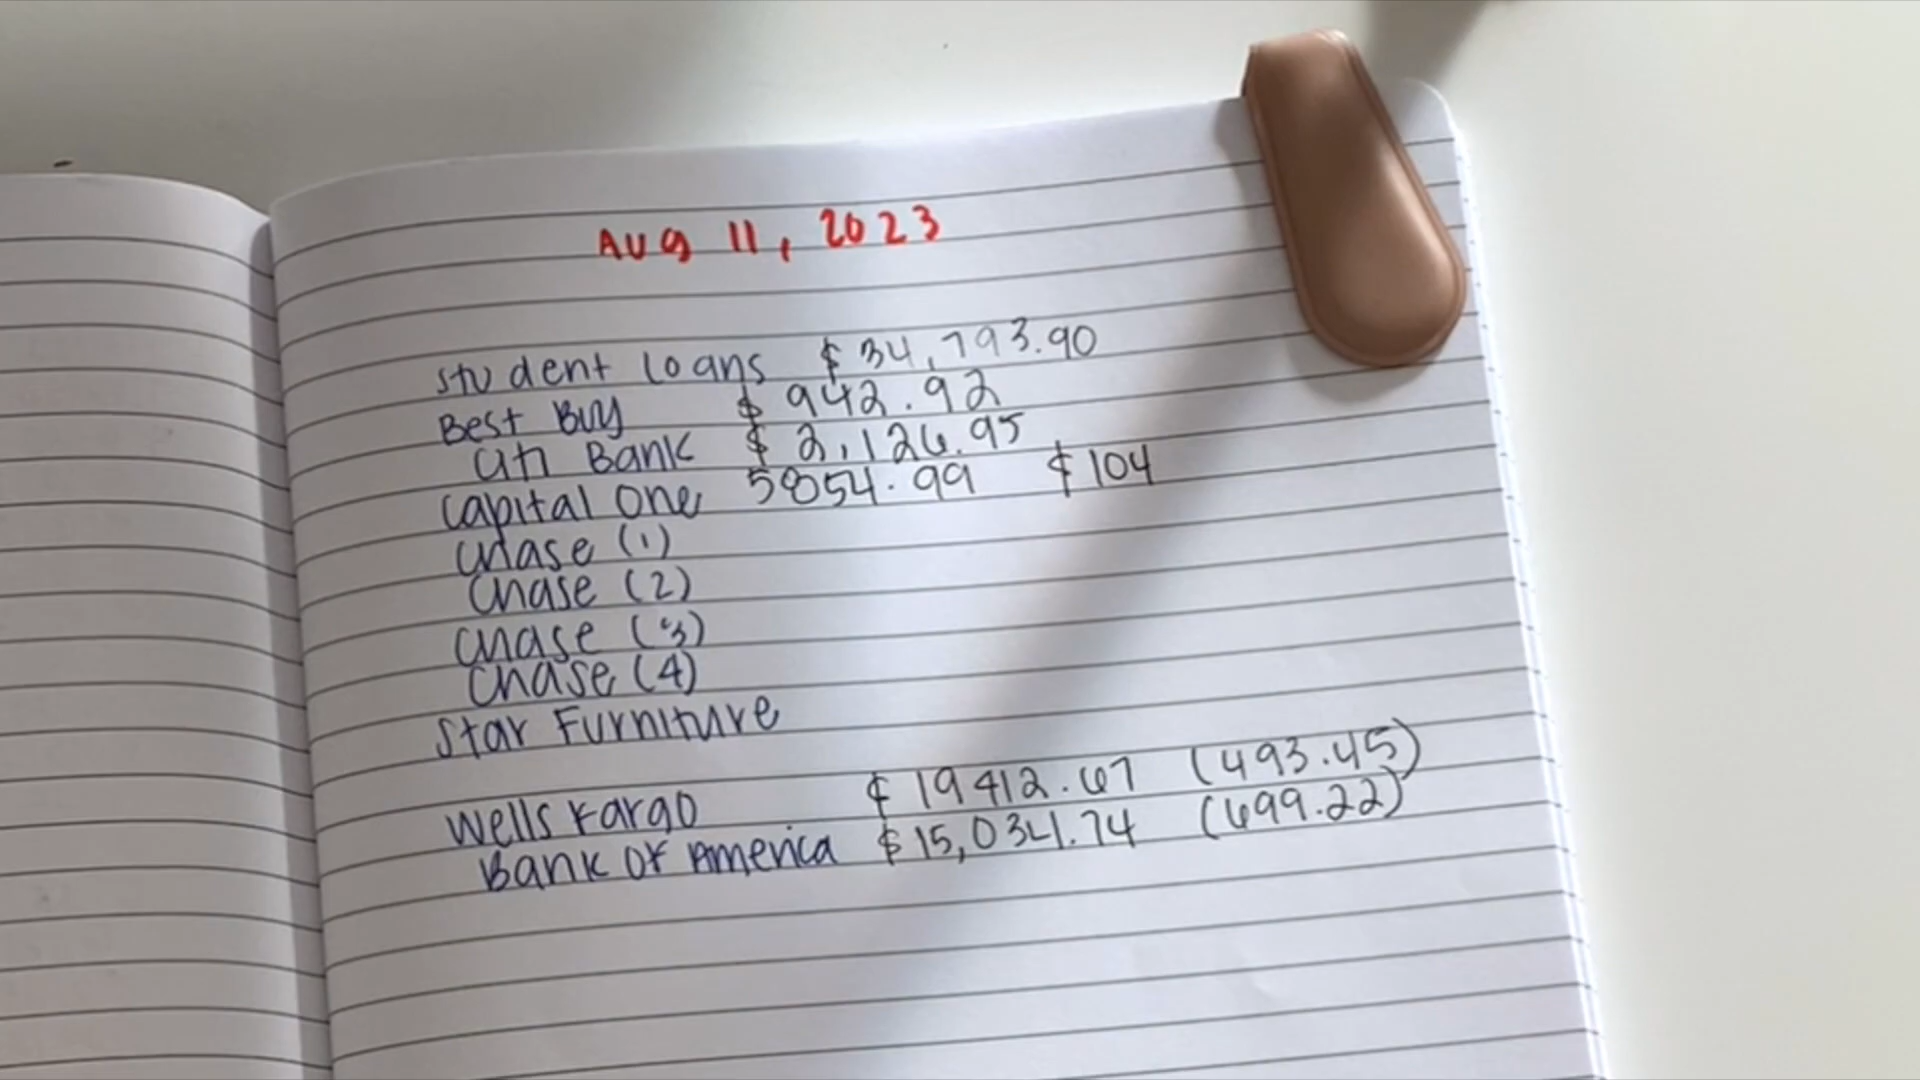 Aug 11, 2023
Student Loans $ 34,793.90
Best Buy $ 942.92
Citi Bank $ 2,126.95
Capital One 5854.99 $104
Chase (1)
Chase (2)
Chase (3)
Chase (4)
Star Furniture
Wells Fargo $ 19412.67 (493.45)
Bank of America $15,034.74 (699.22)